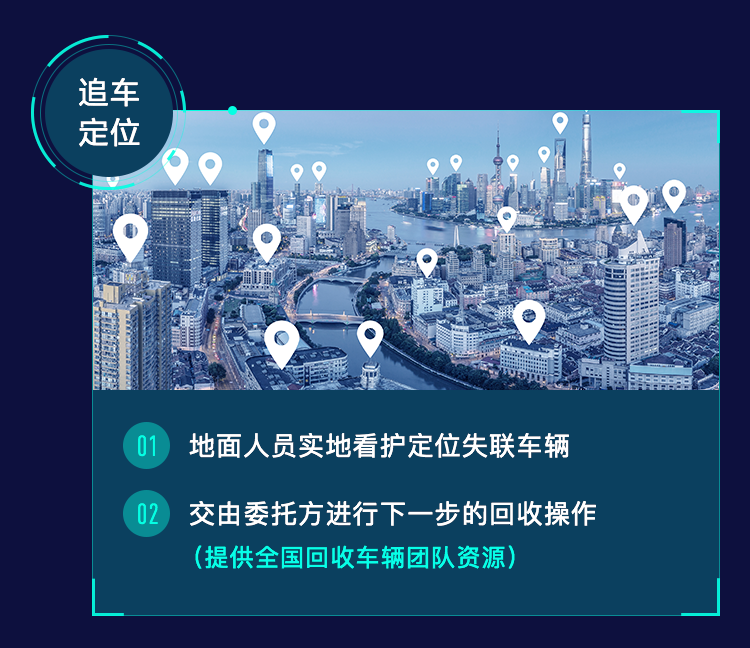 追车
定位
01 地面人员实地看护定位失联车辆
02 交由委托方进行下一步的回收操作
（提供全国回收车辆团队资源）